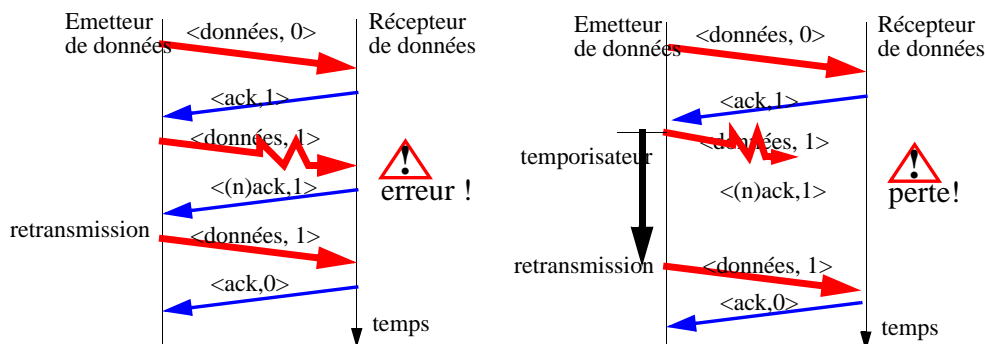 Emetteur
de données
<données, 0>
Récepteur
de données
<ack,1>
<données, 1>
!
erreur !
<(n)ack,1>
retransmission
<données, 1>
<ack,0>
temps
Emetteur
de données
<données, 0>
Récepteur
de données
<ack,1>
<données, 1>
temporisateur
!
<(n)ack,1>
perte!
retransmission
<données, 1>
<ack,0>
temps